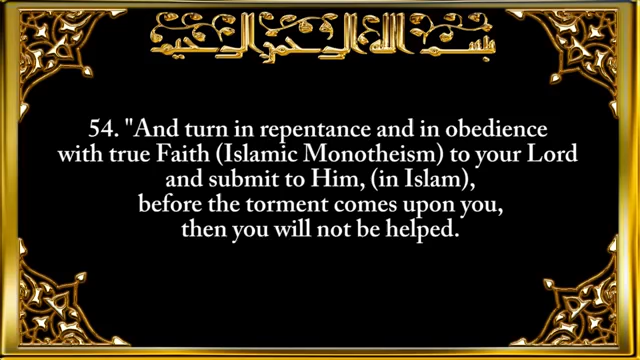 بسم الله الرحمن الرحيم
54. "And turn in repentance and in obedience
with true Faith (Islamic Monotheism) to your Lord
and submit to Him, (in Islam),
before the torment comes upon you,
then you will not be helped.